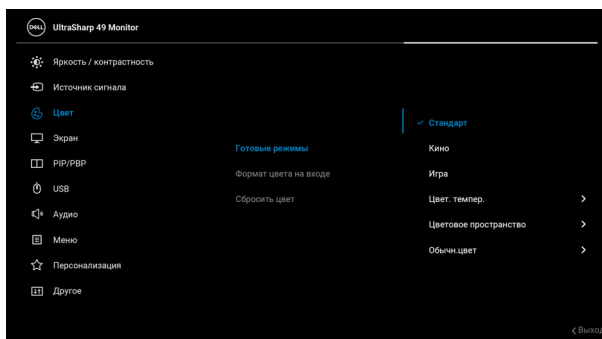 DELL UltraSharp 49 Monitor
Яркость / контрастность
Источник сигнала
Цвет
Стандарт
Экран
Готовые режимы
Кино
PIP/PBP
Формат цвета на входе
Игра
USB
Сбросить цвет
Цвет. темпер.
Аудио
Цветовое пространство
Меню
Обычн.цвет
Персонализация
Другое
Выход